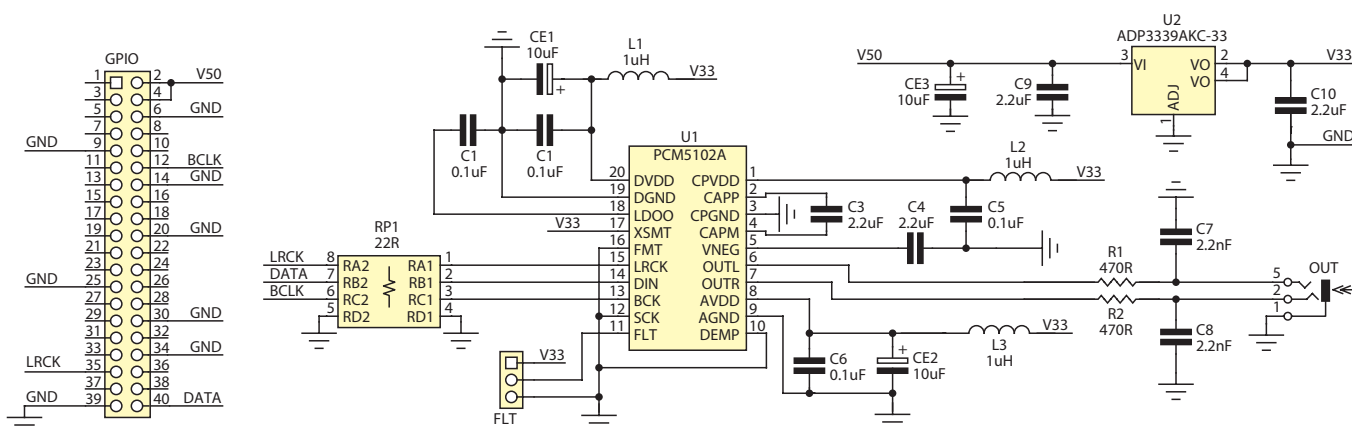 GPIO
1 2 V50
3 4
5 6 GND
7 8
GND 9 10
11 12 BCLK
13 14 GND
15 16
17 18
19 20 GND
21 22
23 24
GND 25 26
27 28
29 30 GND
31 32
33 34 GND
LRCK 35 36
37 38
GND 39 40 DATA
CE1
10uF
+
L1
1uH
V33
C1
0.1uF
C1
0.1uF
RP1
22R
LRCK 8 RA2 RA1 1
DATA 7 RB2 RB1 2
BCLK 6 RC2 RC1 3
5 RD2 RD1 4
U1
PCM5102A
20 DVDD CPVDD 1
19 DGND CAPP 2
18 LDOO CPGND 3
V33 17 XSMT CAPM 4
16 FMT VNEG 5
15 LRCK OUTL 6
14 DIN OUTR 7
13 BCK AVDD 8
12 SCK AGND 9
11 FLT DEMP 10
V33
FLT
C3
2.2uF
C4
2.2uF
C5
0.1uF
L2
1uH
V33
C6
0.1uF
+
CE2
10uF
L3
1uH
V33
U2
ADP3339AKC-33
V50 3 VI VO 2 V33
VO 4
ADJ
1
+
CE3
10uF
C9
2.2uF
C10
2.2uF
GND
C7
2.2nF
R1
470R
R2
470R
C8
2.2nF
OUT
5
2
1